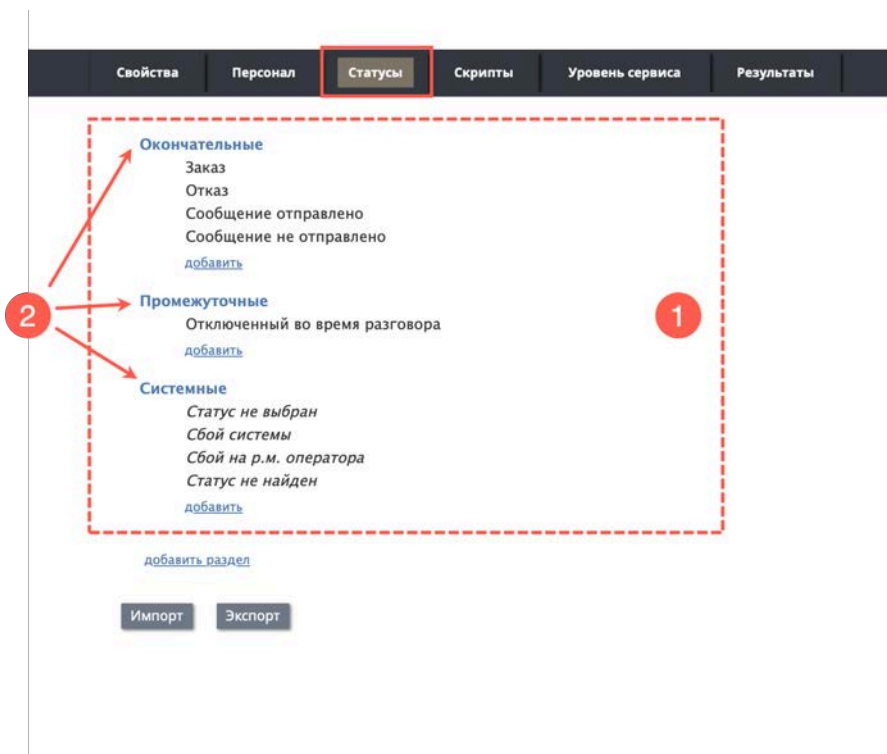 Свойства Персонал Статусы Скрипты Уровень сервиса Результаты
Окончательные
Заказ
Отказ
Сообщение отправлено
Сообщение не отправлено
добавить
Промежуточные
2
1
Отключенный во время разговора
добавить
Системные
Статус не выбран
Сбой системы
Сбой на р.м. оператора
Статус не найден
добавить
добавить раздел
Импорт Экспорт